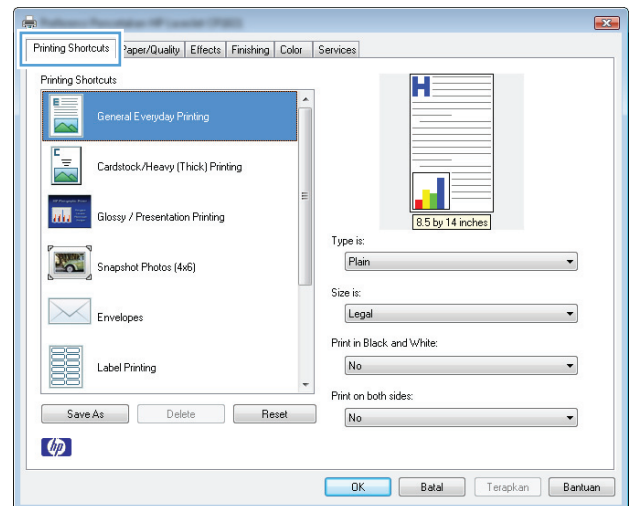 Printing Shortcuts
Paper/Quality
Effects
Finishing
Color
Services
Printing Shortcuts
E
General Everyday Printing
C
Cardstock/Heavy (Thick) Printing
Glossy / Presentation Printing
Snapshot Photos (4x6)
Envelopes
Label Printing
Save As
Delete
Reset
hp
H
8.5 by 14 inches
Type is:
Plain
Size is:
Legal
Print in Black and White:
No
Print on both sides:
No
OK
Batal
Terapkan
Bantuan